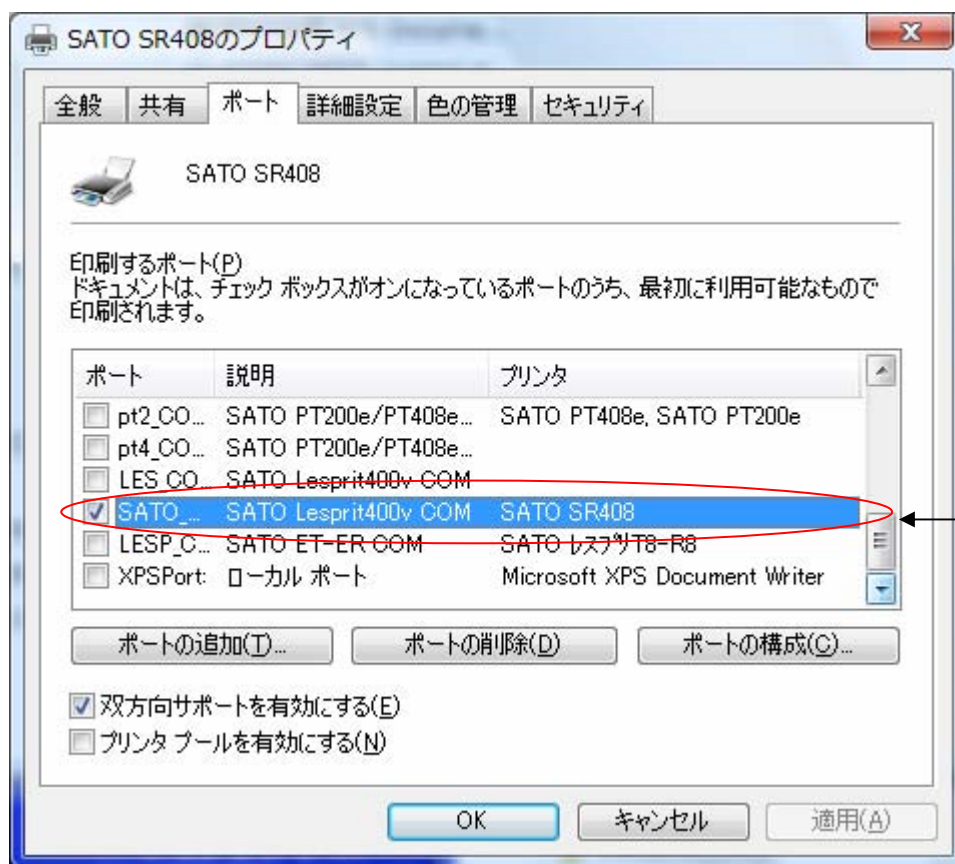 SATO SR408のプロパティ
全般 共有 ポート 詳細設定 色の管理 セキュリティ
SATO SR408
印刷するポート(P)
ドキュメントは、チェック ボックスがオンになっているポートのうち、最初に利用可能なもので
印刷されます。
ポート 説明 プリンタ
pt2_CO... SATO PT200e/PT408e... SATO PT408e, SATO PT200e
pt4_CO... SATO PT200e/PT408e...
LES_CO... SATO Lesprit400v COM
SATO_... SATO Lesprit400v COM SATO SR408
LESP_C... SATO ET-ER COM SATO ﾚｽﾌﾟﾘT8-R8
XPSPort: ローカル ポート Microsoft XPS Document Writer
ポートの追加(T)... ポートの削除(D) ポートの構成(C)...
双方向サポートを有効にする(E)
プリンタ プールを有効にする(N)
OK キャンセル 適用(A)